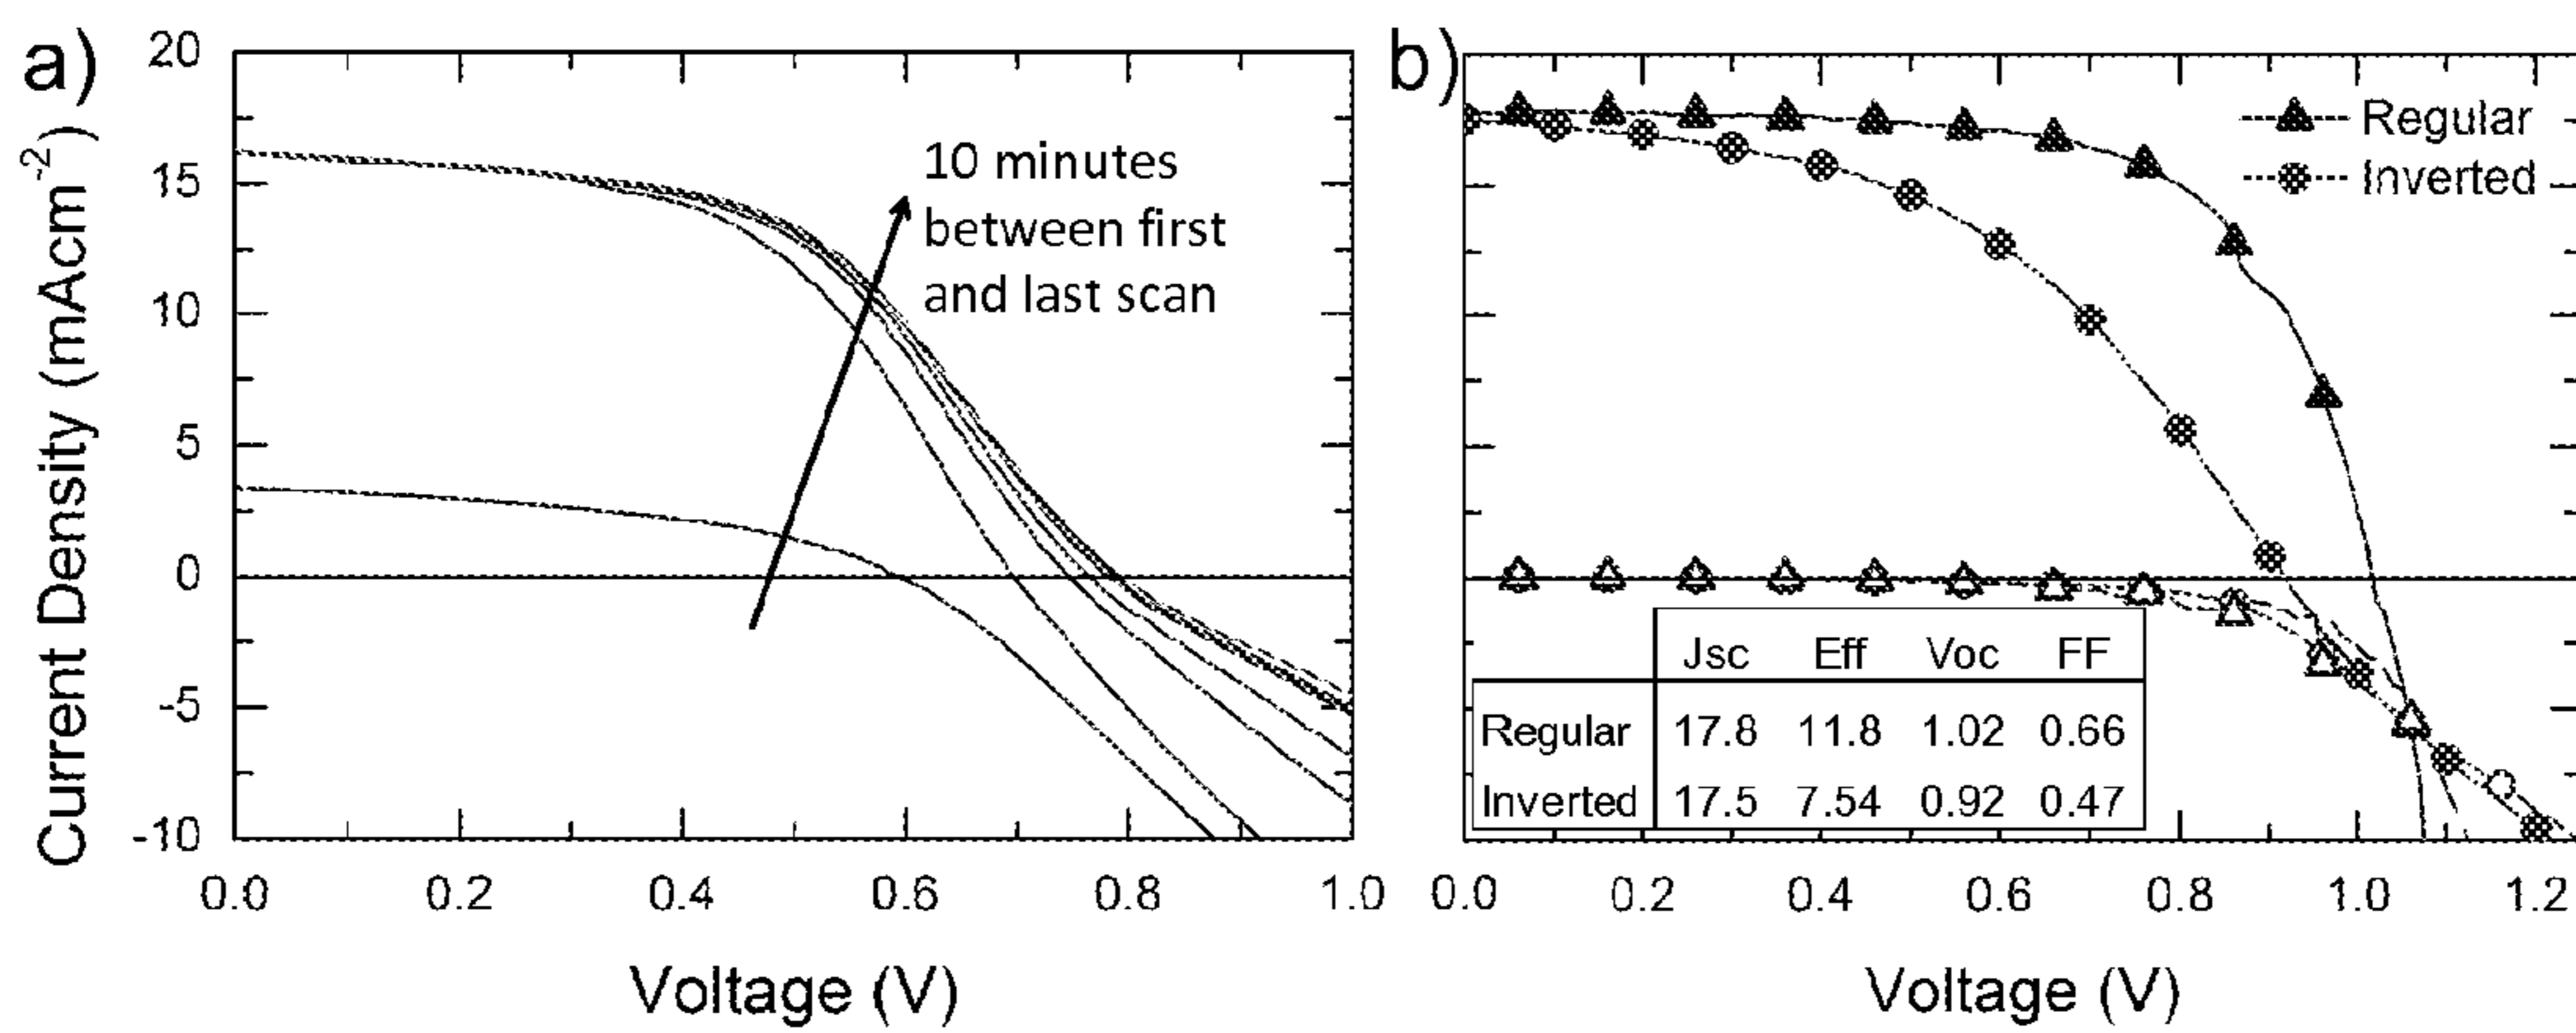 a)
20
15
10
5
0
-5
-10
Current Density (mAcm-2)
10 minutes
between first
and last scan
0.0 0.2 0.4 0.6 0.8 1.0
Voltage (V)
b)
Regular
Inverted
Jsc Eff Voc FF
Regular 17.8 11.8 1.02 0.66
Inverted 17.5 7.54 0.92 0.47
0.0 0.2 0.4 0.6 0.8 1.0 1.2
Voltage (V)